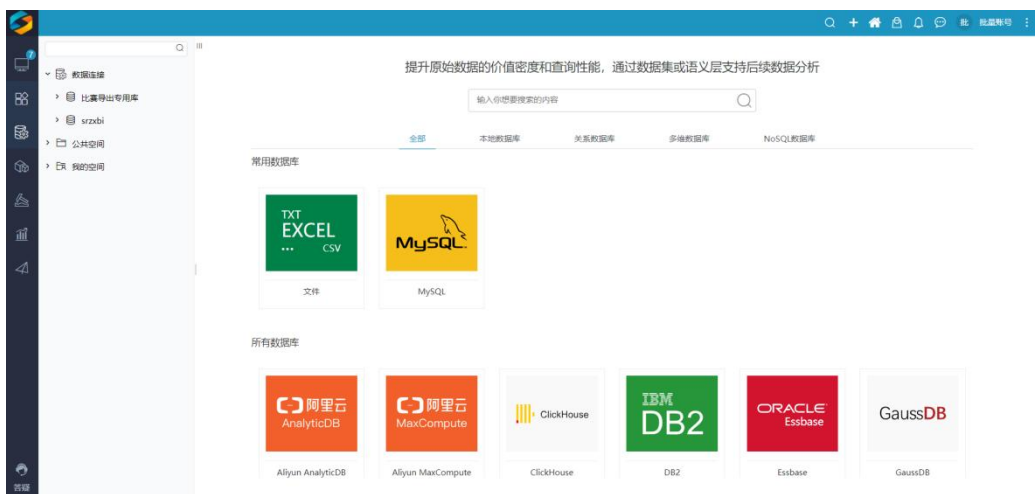 批 批量账号
7
数据连接
比赛导出专用库
srzxbi
公共空间
我的空间
答疑
提升原始数据的价值密度和查询性能，通过数据集或语义层支持后续数据分析
输入你想要搜索的内容
全部 本地数据库 关系数据库 多维数据库 NoSQL数据库
常用数据库
TXT
EXCEL
... CSV
MySQL
文件 MySQL
所有数据库
阿里云
AnalyticDB
阿里云
MaxCompute
ClickHouse
IBM
DB2
ORACLE
Essbase
GaussDB
Aliyun AnalyticDB Aliyun MaxCompute ClickHouse DB2 Essbase GaussDB